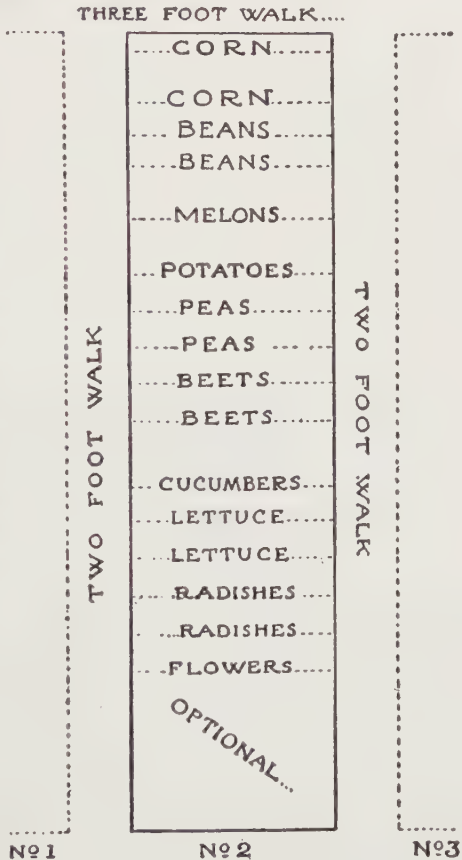 THREE FOOT WALK....
CORN
CORN
BEANS
BEANS
MELONS
POTATOES
PEAS
PEAS
BEETS
BEETS
CUCUMBERS
LETTUCE
LETTUCE
RADISHES
RADISHES
FLOWERS
OPTIONAL...
TWO FOOT WALK
TWO FOOT WALK
Nº1
Nº2
Nº3